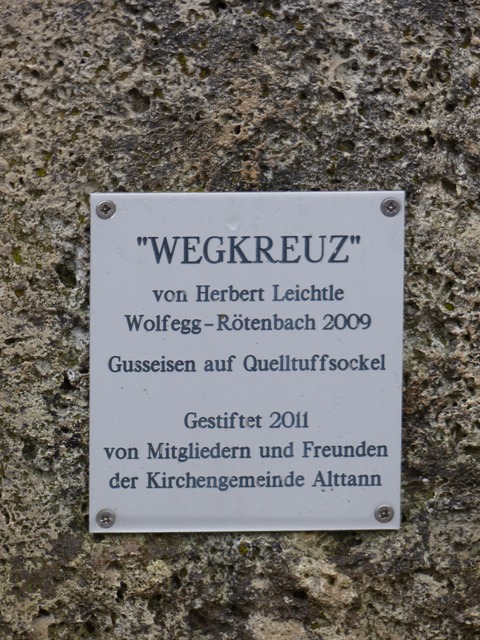 "WEGKREUZ"
von Herbert Leichtle
Wolfegg-Rötenbach 2009
Gusseisen auf Quelltuffsockel
Gestiftet 2011
von Mitgliedern und Freunden
der Kirchengemeinde Alttann